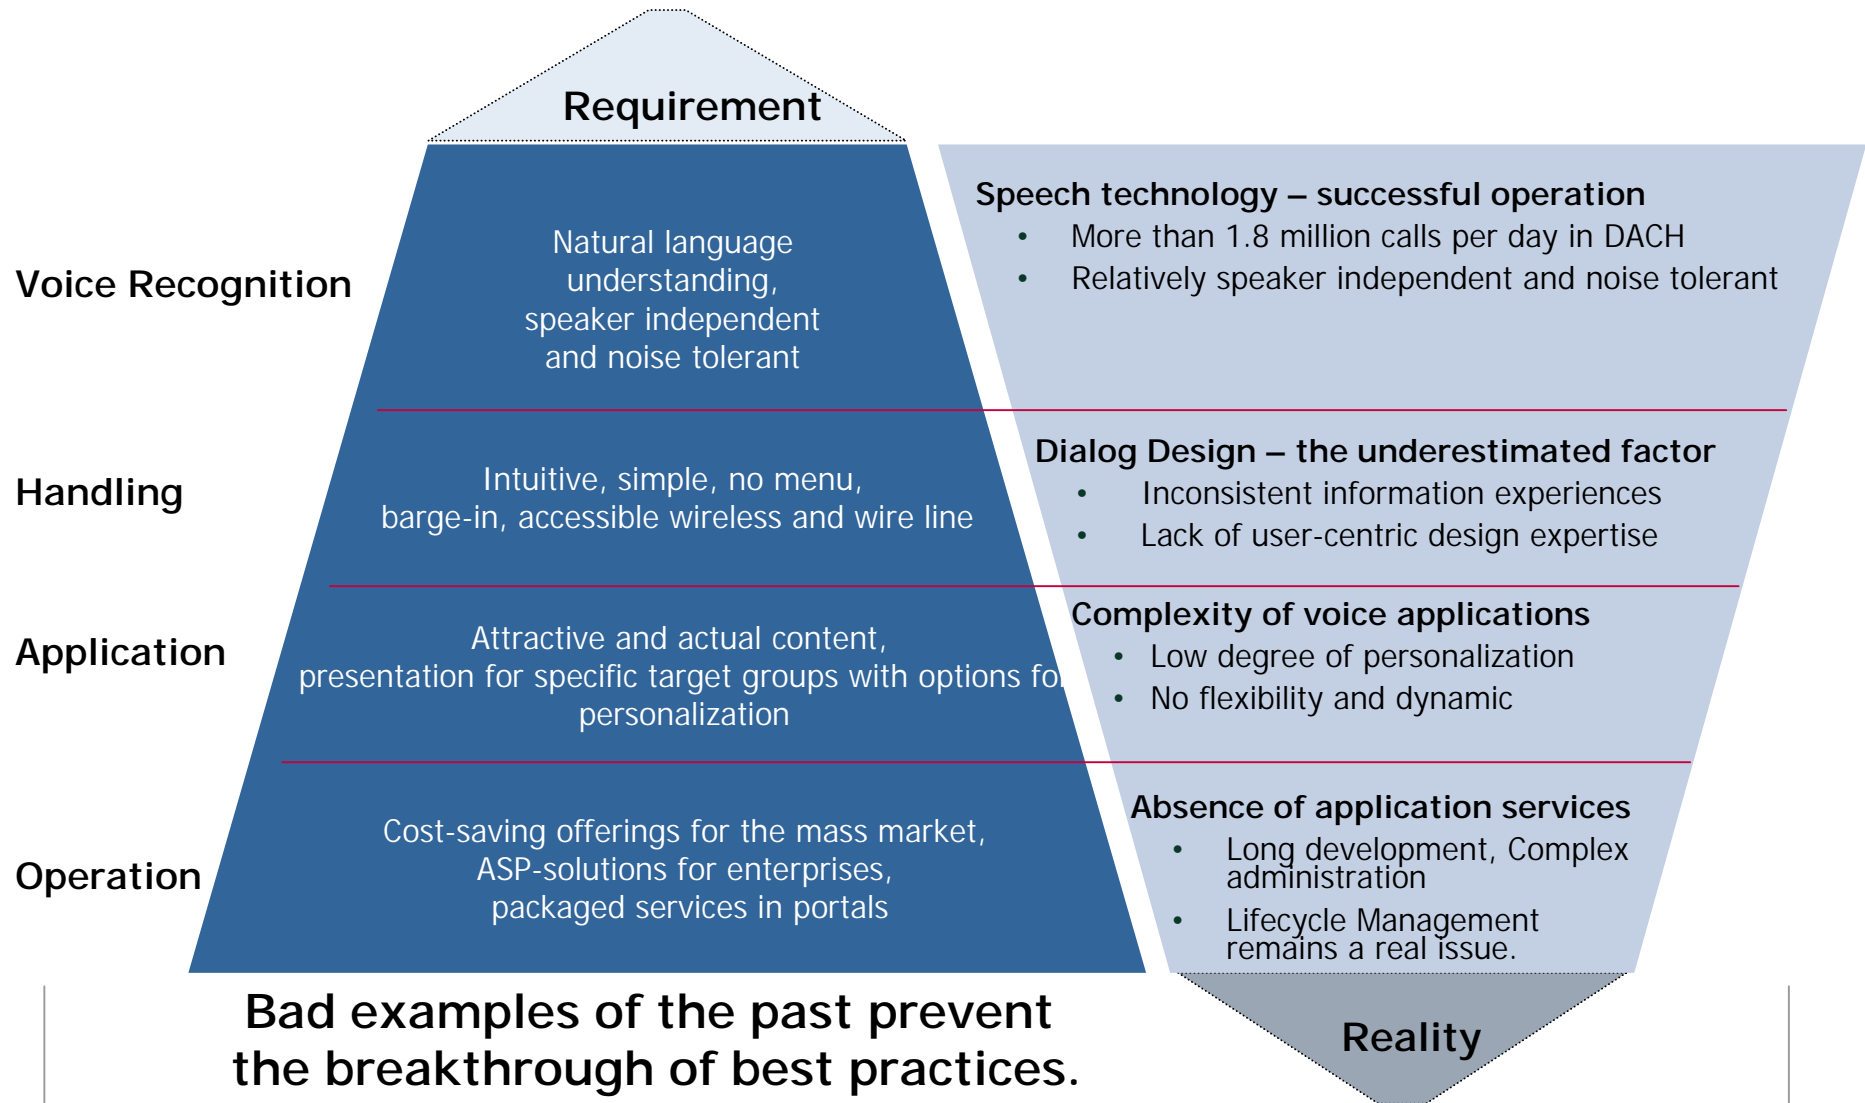 Requirement
Voice Recognition
Natural language
understanding,
speaker independent
and noise tolerant
Speech technology – successful operation
• More than 1.8 million calls per day in DACH
• Relatively speaker independent and noise tolerant
Handling
Intuitive, simple, no menu,
barge-in, accessible wireless and wire line
Dialog Design – the underestimated factor
• Inconsistent information experiences
• Lack of user-centric design expertise
Application
Attractive and actual content,
presentation for specific target groups with options for
personalization
Complexity of voice applications
• Low degree of personalization
• No flexibility and dynamic
Operation
Cost-saving offerings for the mass market,
ASP-solutions for enterprises,
packaged services in portals
Absence of application services
• Long development, Complex
administration
• Lifecycle Management
remains a real issue.
Bad examples of the past prevent
the breakthrough of best practices.
Reality